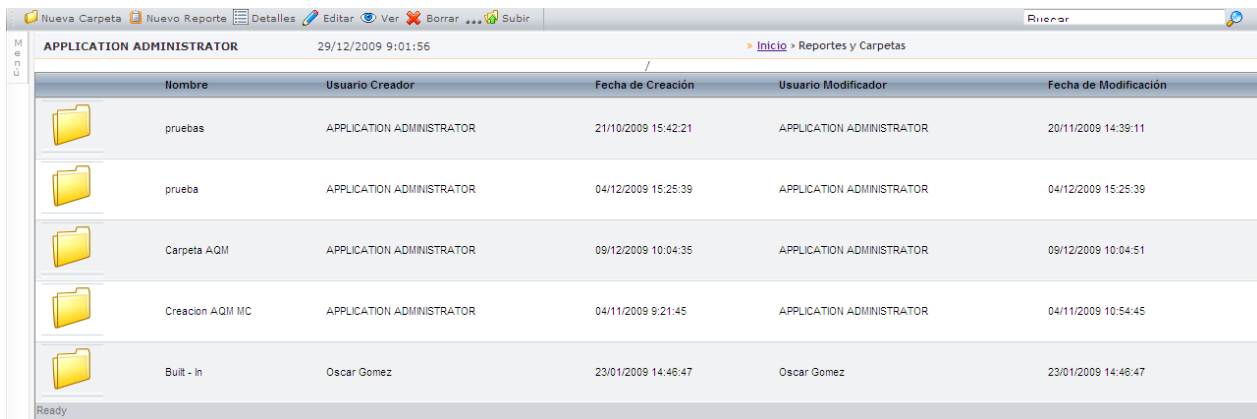 Nueva Carpeta Nuevo Reporte Detalles Editar Ver Borrar ... Subir Buscar
Menú
APPLICATION ADMINISTRATOR 29/12/2009 9:01:56 » Inicio › Reportes y Carpetas
/
Nombre Usuario Creador Fecha de Creación Usuario Modificador Fecha de Modificación
pruebas APPLICATION ADMINISTRATOR 21/10/2009 15:42:21 APPLICATION ADMINISTRATOR 20/11/2009 14:39:11
prueba APPLICATION ADMINISTRATOR 04/12/2009 15:25:39 APPLICATION ADMINISTRATOR 04/12/2009 15:25:39
Carpeta AQM APPLICATION ADMINISTRATOR 09/12/2009 10:04:35 APPLICATION ADMINISTRATOR 09/12/2009 10:04:51
Creacion AQM MC APPLICATION ADMINISTRATOR 04/11/2009 9:21:45 APPLICATION ADMINISTRATOR 04/11/2009 10:54:45
Built - In Oscar Gomez 23/01/2009 14:46:47 Oscar Gomez 23/01/2009 14:46:47
Ready